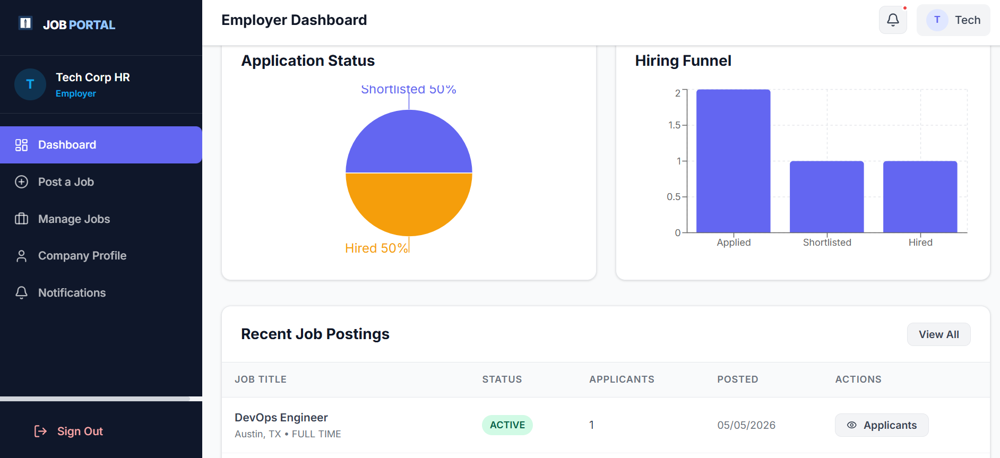 JOB PORTAL
Tech Corp HR
Employer
Dashboard
Post a Job
Manage Jobs
Company Profile
Notifications
Sign Out
Employer Dashboard
T Tech
T
Application Status
Shortlisted 50%
Hired 50%
Hiring Funnel
2
1.5
1
0.5
0
Applied Shortlisted Hired
Recent Job Postings
View All
JOB TITLE STATUS APPLICANTS POSTED ACTIONS
DevOps Engineer
Austin, TX • FULL TIME
ACTIVE 1 05/05/2026 Applicants